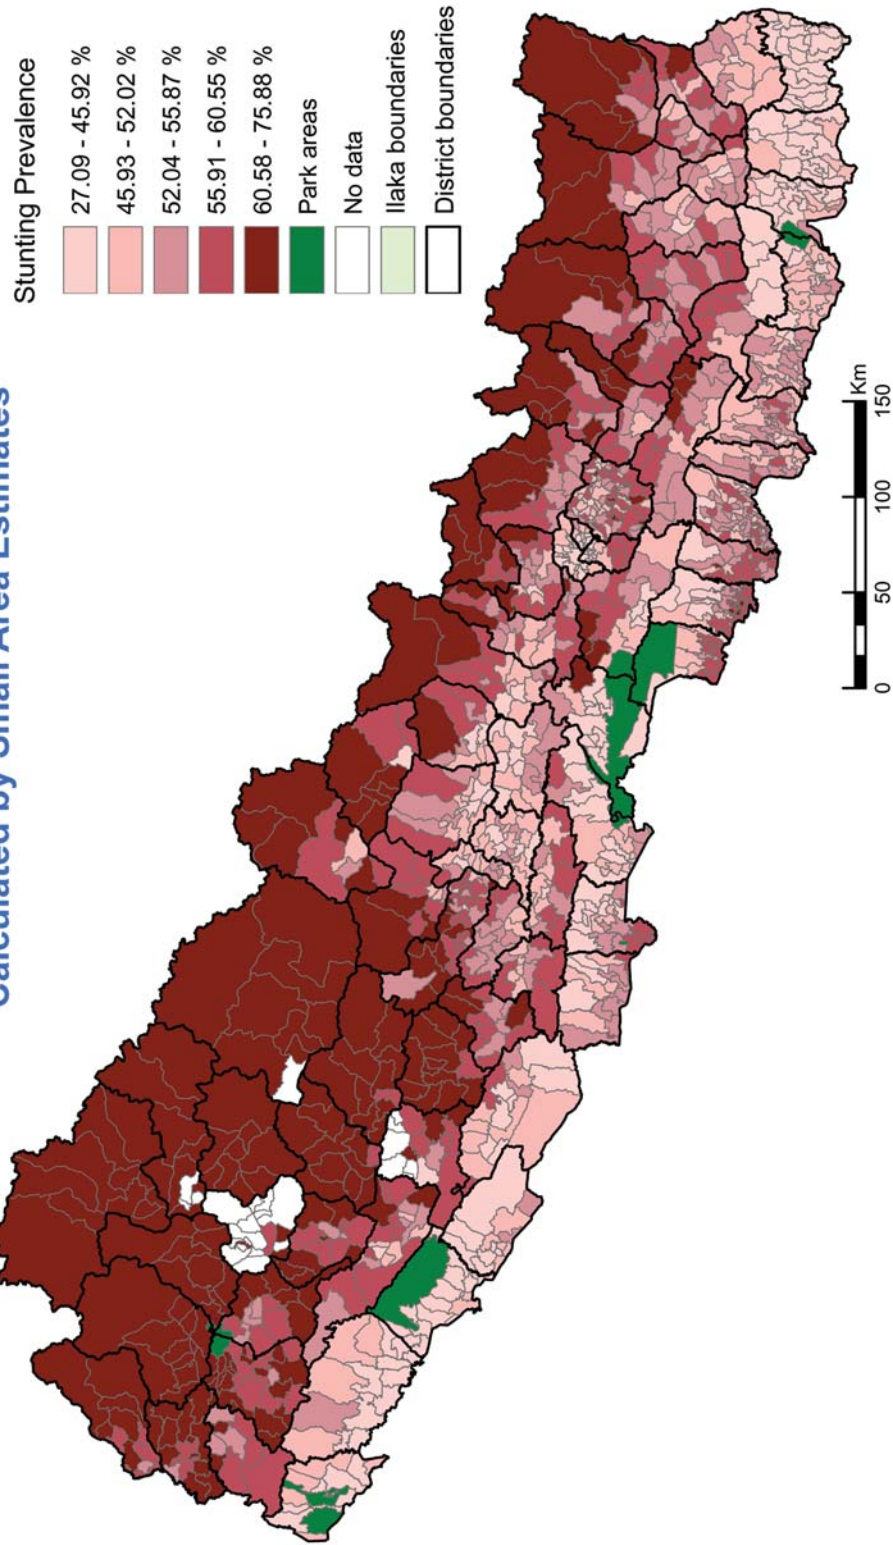 Calculated by Small Area Estimates
Stunting Prevalence
27.09 - 45.92 %
45.93 - 52.02 %
52.04 - 55.87 %
55.91 - 60.55 %
60.58 - 75.88 %
Park areas
No data
Ilaka boundaries
District boundaries
0 50 100 150
Km